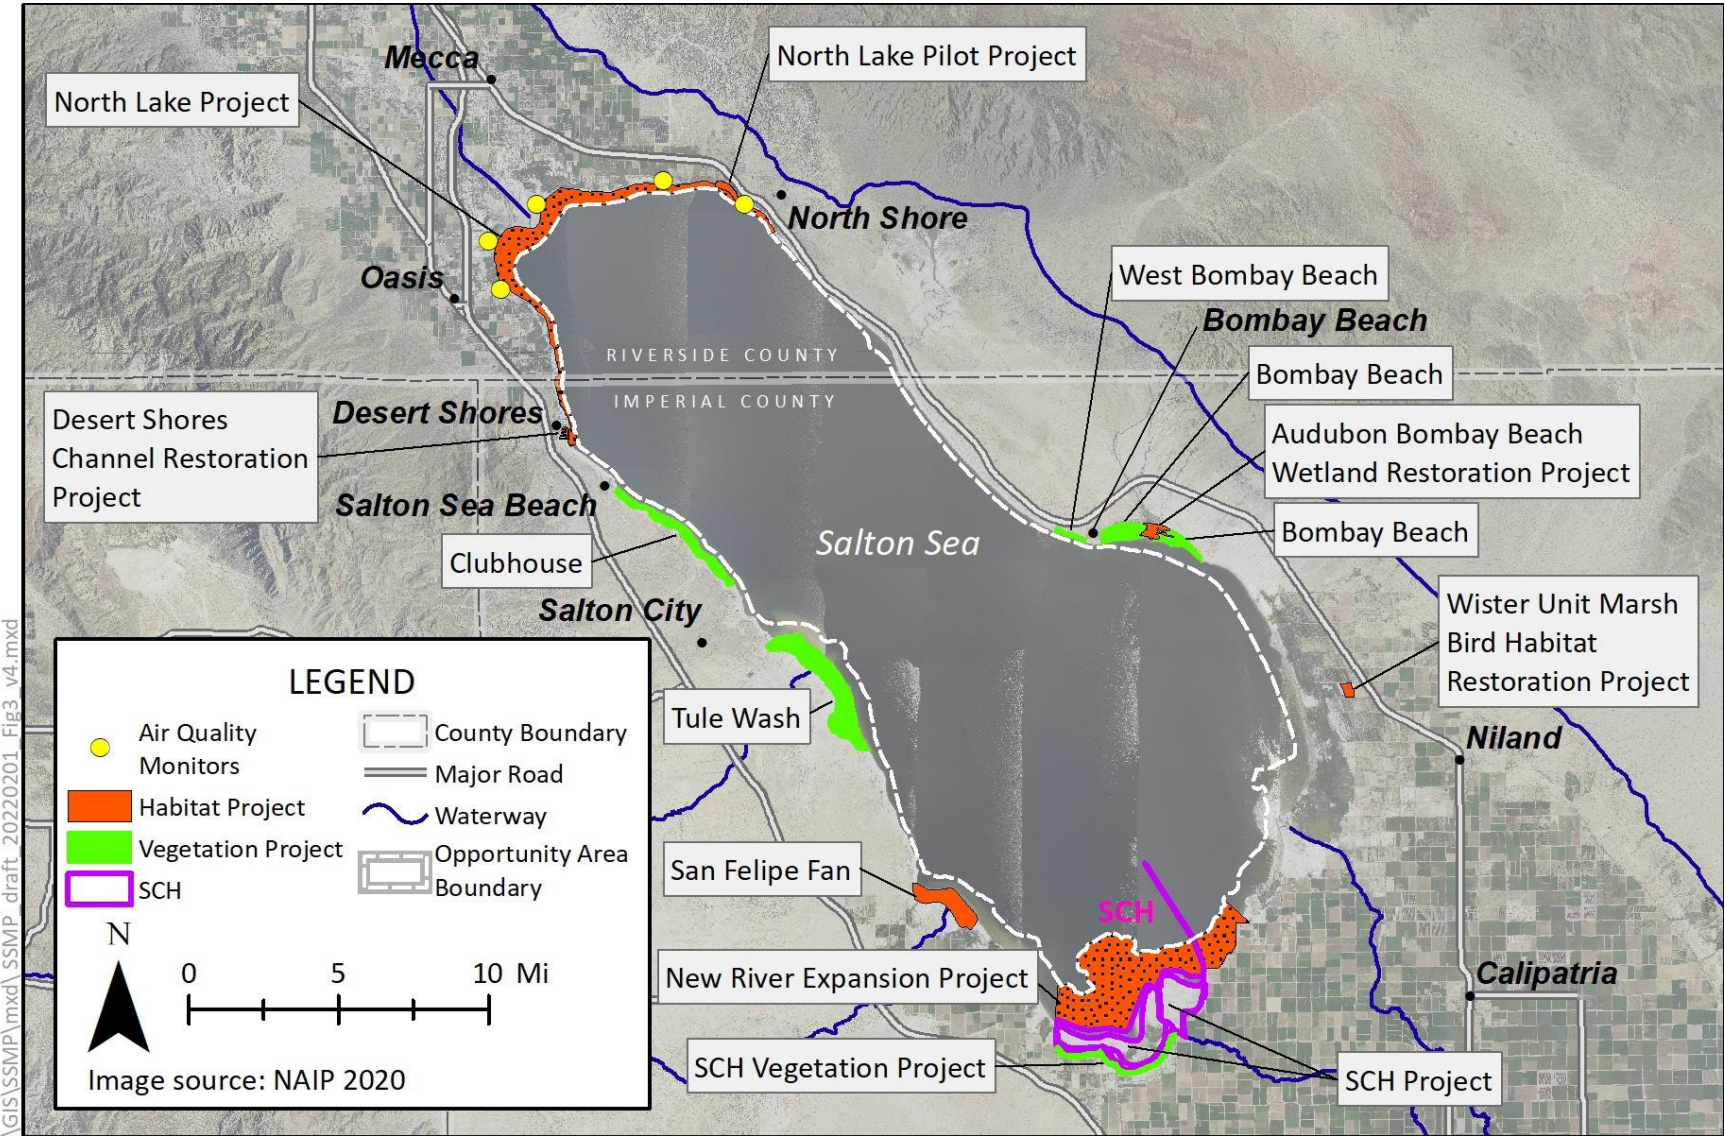 Mecca
North Lake Pilot Project
North Lake Project
North Shore
Oasis
West Bombay Beach
Bombay Beach
RIVERSIDE COUNTY
IMPERIAL COUNTY
Bombay Beach
Desert Shores
Desert Shores
Channel Restoration
Project
Audubon Bombay Beach
Wetland Restoration Project
Salton Sea Beach
Salton Sea
Bombay Beach
Clubhouse
Salton City
Wister Unit Marsh
Bird Habitat
Restoration Project
Tule Wash
Niland
San Felipe Fan
SCH
New River Expansion Project
Calipatria
SCH Vegetation Project
SCH Project
LEGEND
Air Quality
Monitors
Habitat Project
Vegetation Project
SCH
County Boundary
Major Road
Waterway
Opportunity Area
Boundary
N
0 5 10 Mi
Image source: NAIP 2020
\GIS\SSMP\mxd\SSMP_draft_20220201_Fig3_v4.mxd